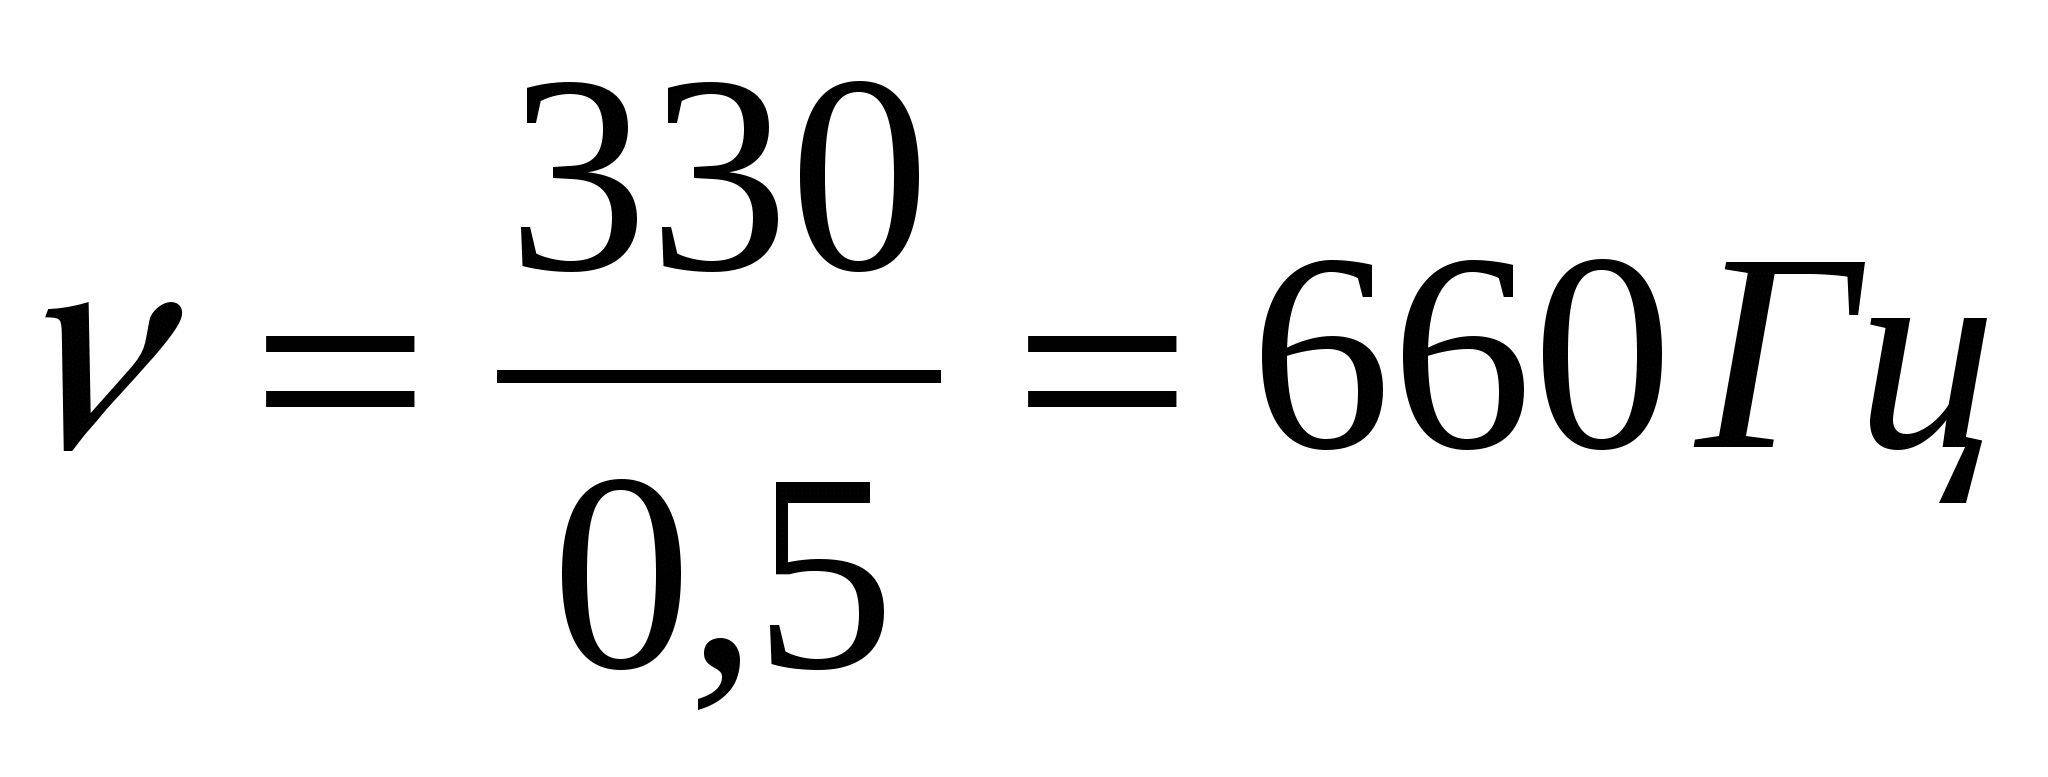 ν = 330 / 0,5 = 660 Гц